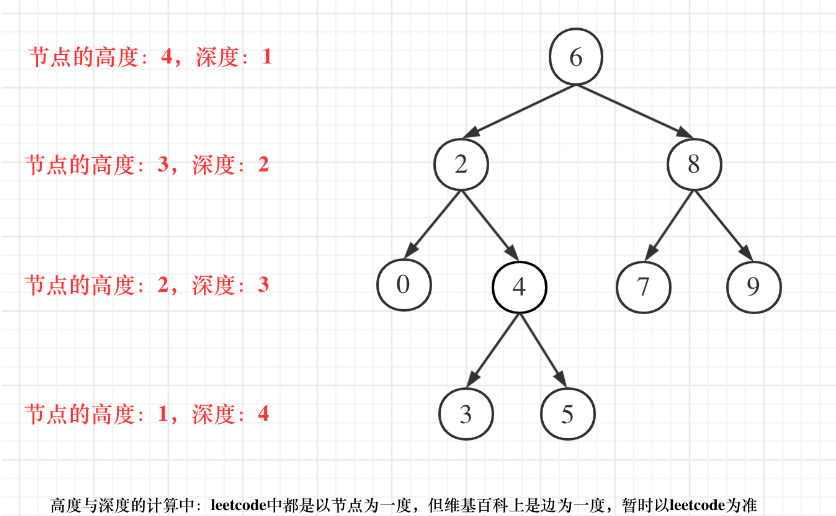 节点的高度：4，深度：1
6
节点的高度：3，深度：2
2
8
节点的高度：2，深度：3
0
4
7
9
节点的高度：1，深度：4
3
5
高度与深度的计算中：leetcode中都是以节点为一度，但维基百科上是边为一度，暂时以leetcode为准